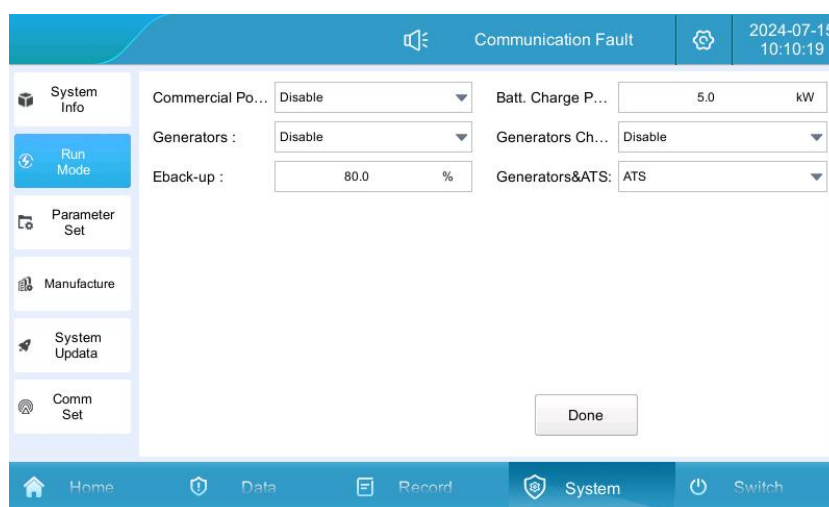 Communication Fault
2024-07-15
10:10:19
System
Info
Run
Mode
Parameter
Set
Manufacture
System
Updata
Comm
Set
Commercial Po... Disable
Batt. Charge P... 5.0 kW
Generators : Disable
Generators Ch... Disable
Eback-up : 80.0 %
Generators&ATS: ATS
Done
Home
Data
Record
System
Switch